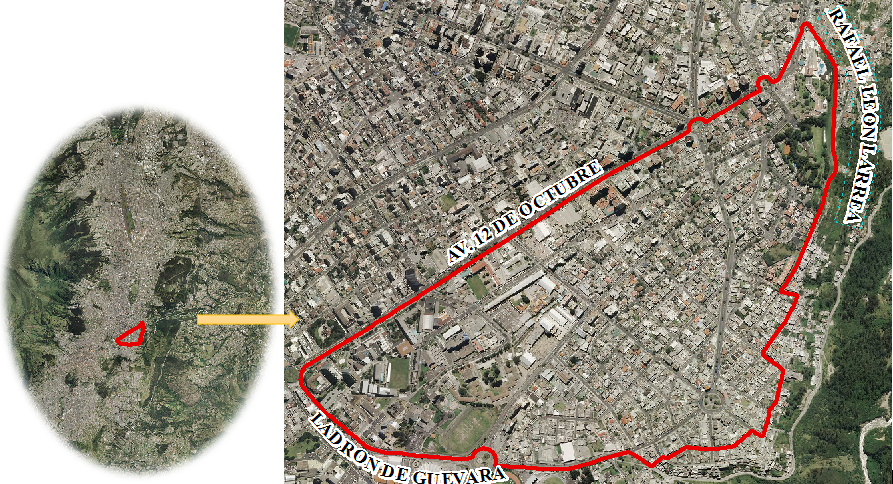 RAFAEL LEON LARREA
AV. 12 DE OCTUBRE
LADRON DE GUEVARA